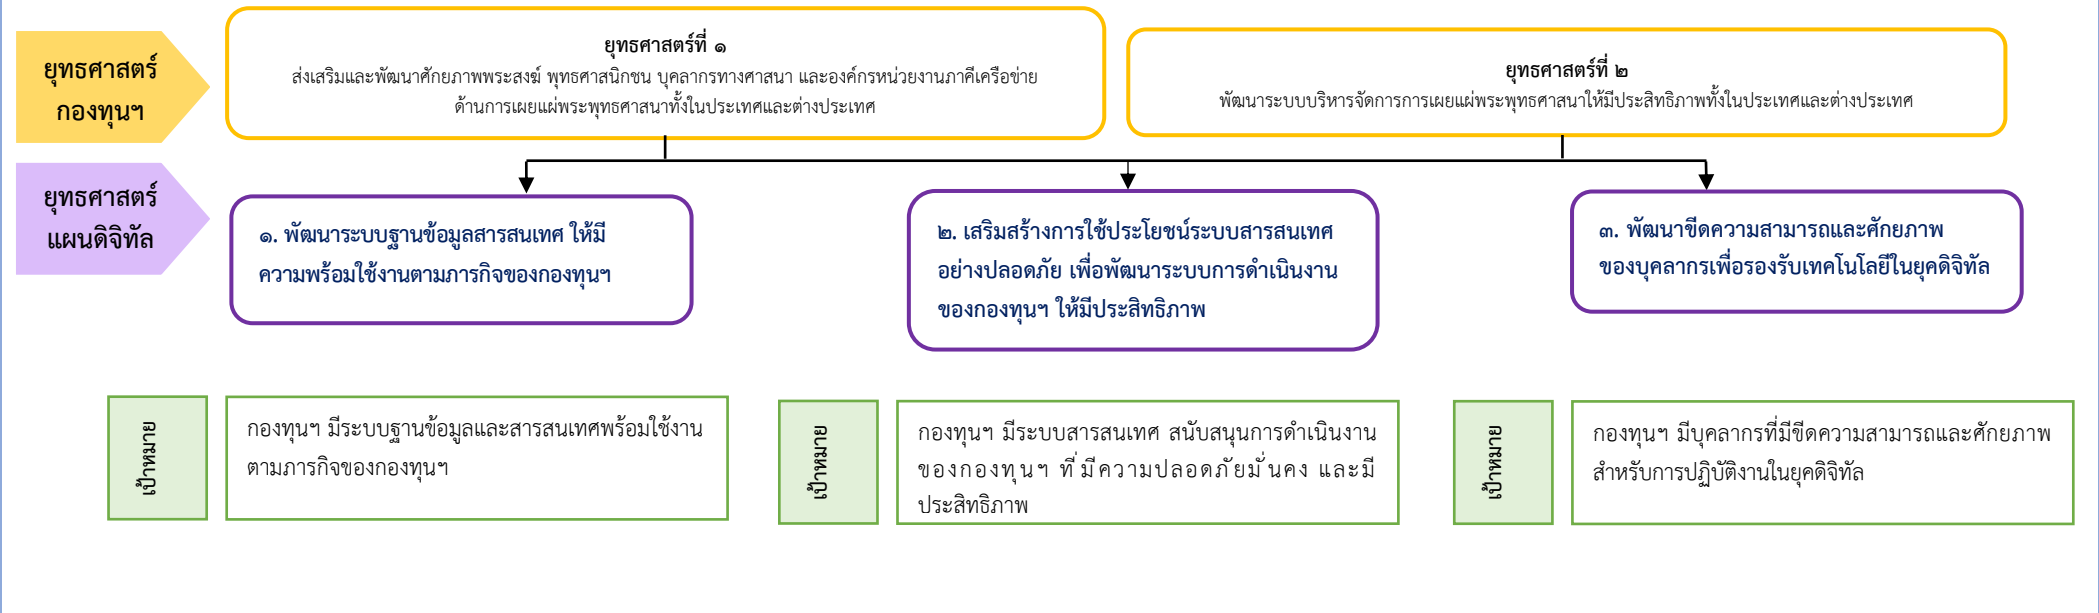 ยุทธศาสตร์
กองทุนฯ
ยุทธศาสตร์ที่ ๑
ส่งเสริมและพัฒนาศักยภาพพระสงฆ์ พุทธศาสนิกชน บุคลากรทางศาสนา และองค์กรหน่วยงานภาคีเครือข่าย
ด้านการเผยแผ่พระพุทธศาสนาทั้งในประเทศและต่างประเทศ
ยุทธศาสตร์ที่ ๒
พัฒนาระบบบริหารจัดการการเผยแผ่พระพุทธศาสนาให้มีประสิทธิภาพทั้งในประเทศและต่างประเทศ
ยุทธศาสตร์
แผนดิจิทัล
๑. พัฒนาระบบฐานข้อมูลสารสนเทศ ให้มี
ความพร้อมใช้งานตามภารกิจของกองทุนฯ
๒. เสริมสร้างการใช้ประโยชน์ระบบสารสนเทศ
อย่างปลอดภัย เพื่อพัฒนาระบบการดำเนินงาน
ของกองทุนฯ ให้มีประสิทธิภาพ
๓. พัฒนาขีดความสามารถและศักยภาพ
ของบุคลากรเพื่อรองรับเทคโนโลยีในยุคดิจิทัล
เป้าหมาย
กองทุนฯ มีระบบฐานข้อมูลและสารสนเทศพร้อมใช้งาน
ตามภารกิจของกองทุนฯ
เป้าหมาย
กองทุนฯ มีระบบสารสนเทศ สนับสนุนการดำเนินงาน
ของกองทุนฯ ที่มีความปลอดภัยมั่นคง และมี
ประสิทธิภาพ
เป้าหมาย
กองทุนฯ มีบุคลากรที่มีขีดความสามารถและศักยภาพ
สำหรับการปฏิบัติงานในยุคดิจิทัล